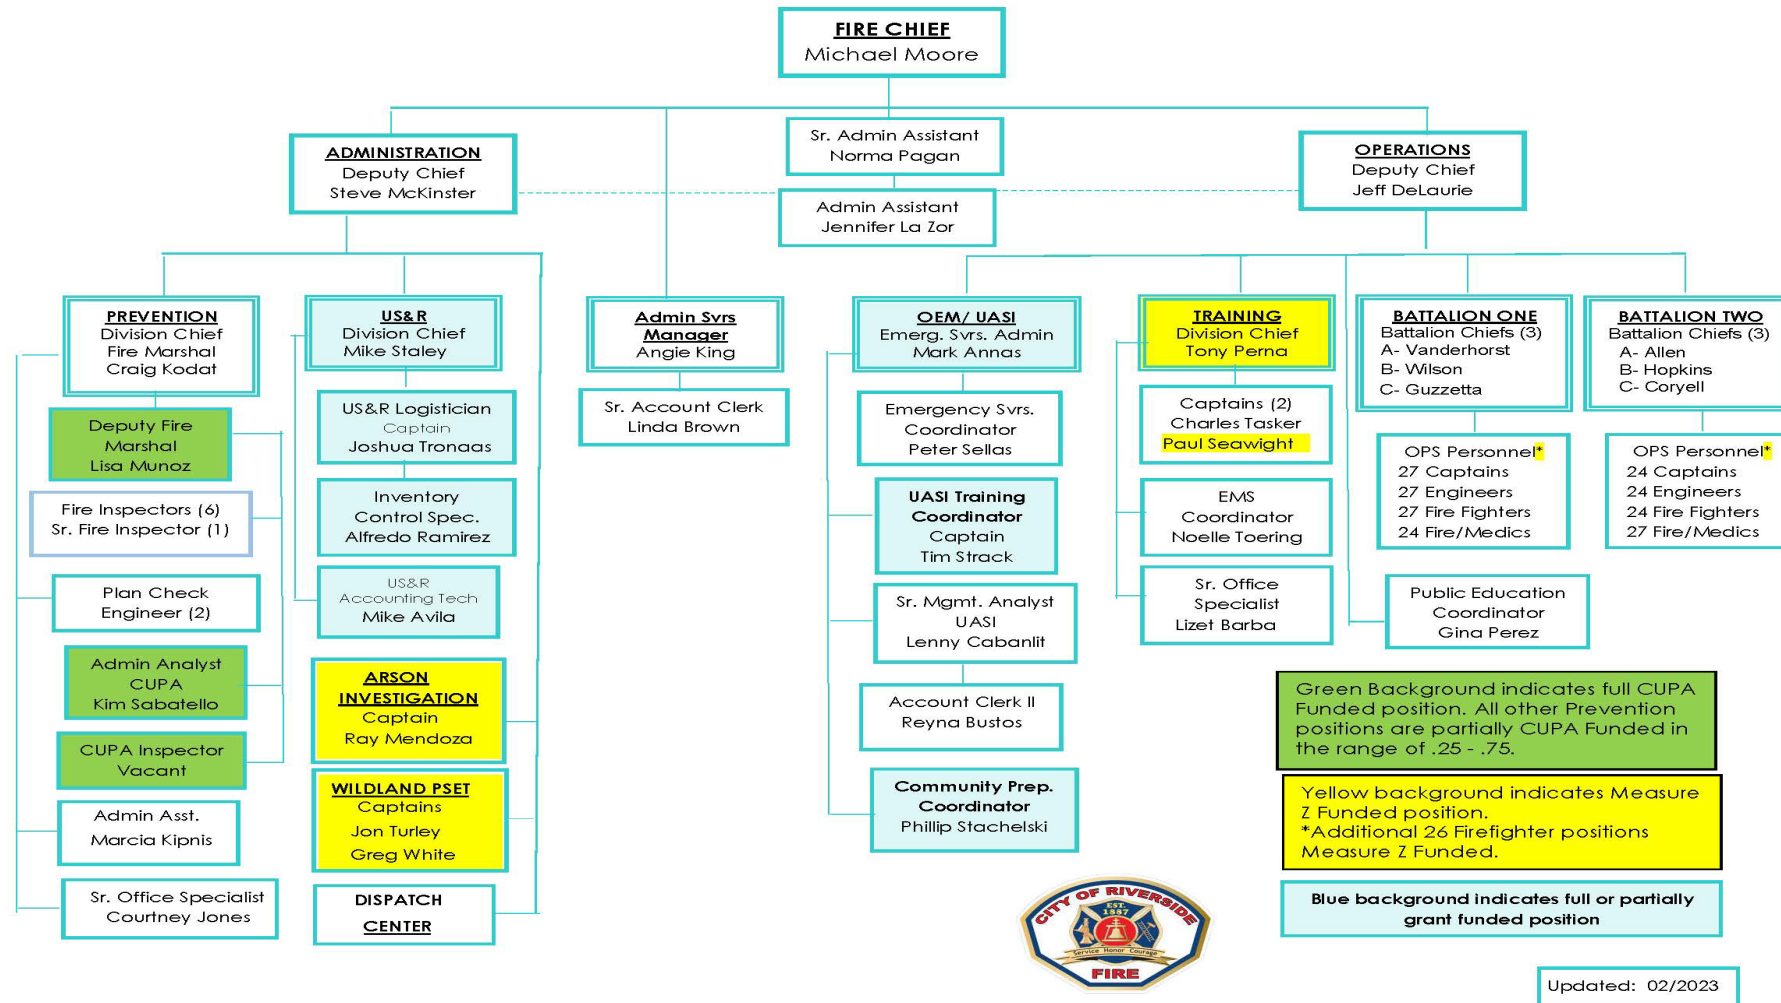 FIRE CHIEF
Michael Moore
Sr. Admin Assistant
Norma Pagan
Admin Assistant
Jennifer La Zor
ADMINISTRATION
Deputy Chief
Steve McKinster
OPERATIONS
Deputy Chief
Jeff DeLaurie
PREVENTION
Division Chief
Fire Marshal
Craig Kodat
Deputy Fire
Marshal
Lisa Munoz
Fire Inspectors (6)
Sr. Fire Inspector (1)
Plan Check
Engineer (2)
Admin Analyst
CUPA
Kim Sabatello
CUPA Inspector
Vacant
Admin Asst.
Marcia Kipnis
Sr. Office Specialist
Courtney Jones
US&R
Division Chief
Mike Staley
US&R Logistician
Captain
Joshua Tronaas
Inventory
Control Spec.
Alfredo Ramirez
US&R
Accounting Tech
Mike Avila
ARSON
INVESTIGATION
Captain
Ray Mendoza
WILDLAND PSET
Captains
Jon Turley
Greg White
DISPATCH
CENTER
Admin Svrs
Manager
Angie King
Sr. Account Clerk
Linda Brown
OEM/ UASI
Emerg. Svrs. Admin
Mark Annas
Emergency Svrs.
Coordinator
Peter Sellas
UASI Training
Coordinator
Captain
Tim Strack
Sr. Mgmt. Analyst
UASI
Lenny Cabanlit
Account Clerk II
Reyna Bustos
Community Prep.
Coordinator
Phillip Stachelski
TRAINING
Division Chief
Tony Perna
Captains (2)
Charles Tasker
Paul Seawight
EMS
Coordinator
Noelle Toering
Sr. Office
Specialist
Lizet Barba
BATTALION ONE
Battalion Chiefs (3)
A- Vanderhorst
B- Wilson
C- Guzzetta
OPS Personnel*
27 Captains
27 Engineers
27 Fire Fighters
24 Fire/Medics
Public Education
Coordinator
Gina Perez
BATTALION TWO
Battalion Chiefs (3)
A- Allen
B- Hopkins
C- Coryell
OPS Personnel*
24 Captains
24 Engineers
24 Fire Fighters
27 Fire/Medics
Green Background indicates full CUPA
Funded position. All other Prevention
positions are partially CUPA Funded in
the range of .25 - .75.
Yellow background indicates Measure
Z Funded position.
*Additional 26 Firefighter positions
Measure Z Funded.
Blue background indicates full or partially
grant funded position
CITY OF RIVERSIDE
EST.
1887
Service Honor Courage
FIRE
Updated: 02/2023